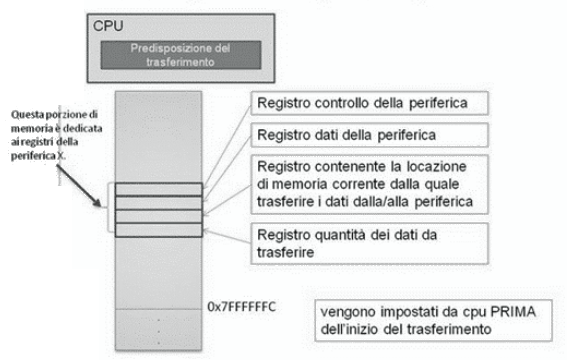 CPU
Predisposizione del
trasferimento
Questa porzione di
memoria è dedicata
ai registri della
periferica X.
Registro controllo della periferica
Registro dati della periferica
Registro contenente la locazione
di memoria corrente dalla quale
trasferire i dati dalla/alla periferica
Registro quantità dei dati da
trasferire
0x7FFFFFFC
vengono impostati da cpu PRIMA
dell'inizio del trasferimento